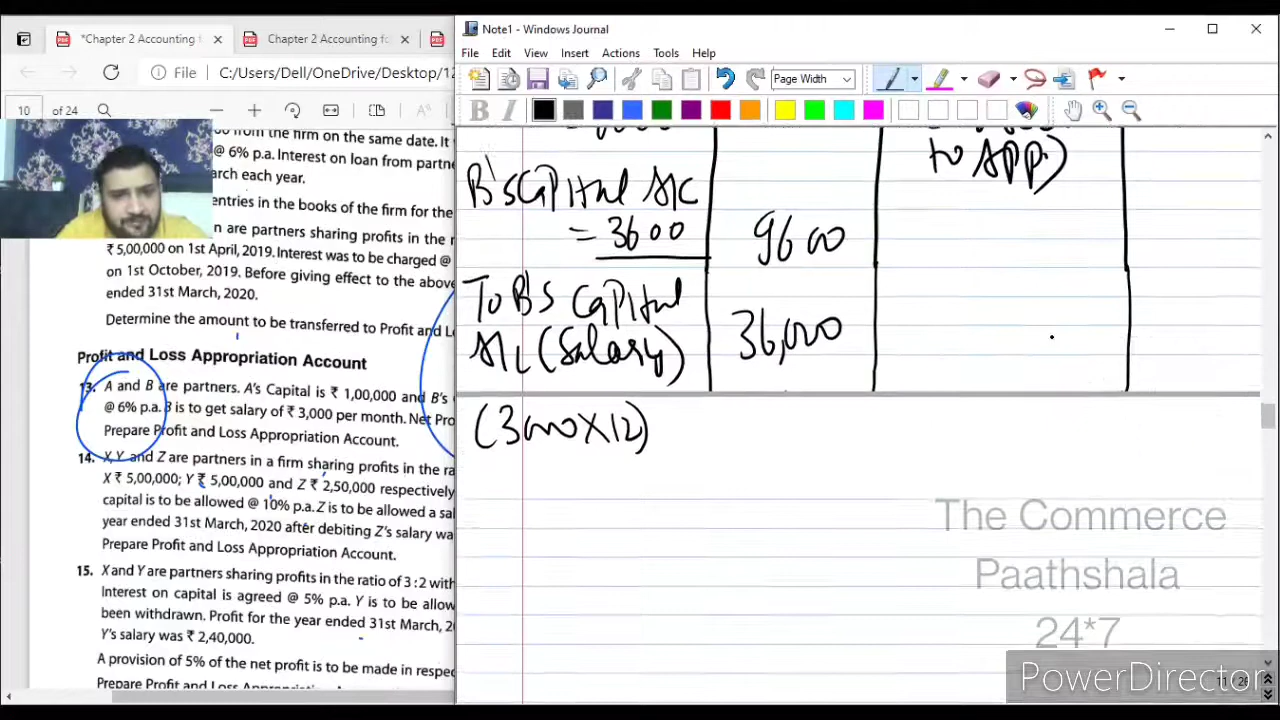 *Chapter 2 Accounting f
Chapter 2 Accounting fo
Note1 - Windows Journal
File Edit View Insert Actions Tools Help
File C:/Users/Dell/OneDrive/Desktop/12
10 of 24
Page Width
from the firm on the same date. It
@ 6% p.a. Interest on loan from partne
arch each year.
entries in the books of the firm for the
n are partners sharing profits in the r
₹ 5,00,000 on 1st April, 2019. Interest was to be charged @
on 1st October, 2019. Before giving effect to the above
ended 31st March, 2020.
Determine the amount to be transferred to Profit and L
Profit and Loss Appropriation Account
13. A and B are partners. A's Capital is ₹ 1,00,000 and B's
@ 6% p.a. B is to get salary of ₹ 3,000 per month. Net Pro
Prepare Profit and Loss Appropriation Account.
14. X, Y and Z are partners in a firm sharing profits in the ra
X ₹ 5,00,000; Y ₹ 5,00,000 and Z ₹ 2,50,000 respectively
capital is to be allowed @ 10% p.a. Z is to be allowed a sa
year ended 31st March, 2020 after debiting Z's salary wa
Prepare Profit and Loss Appropriation Account.
15. X and Y are partners sharing profits in the ratio of 3 : 2 with
Interest on capital is agreed @ 5% p.a. Y is to be allow
been withdrawn. Profit for the year ended 31st March, 2
Y's salary was ₹ 2,40,000.
A provision of 5% of the net profit is to be made in respec
Prepare Profit and Loss Appropriation
to APP.)
B's Capital A/C
= 3600 9600
To B's Capital
A/C (Salary) 36,000
(3000X12)
The Commerce
Paathshala
24*7
PowerDirector